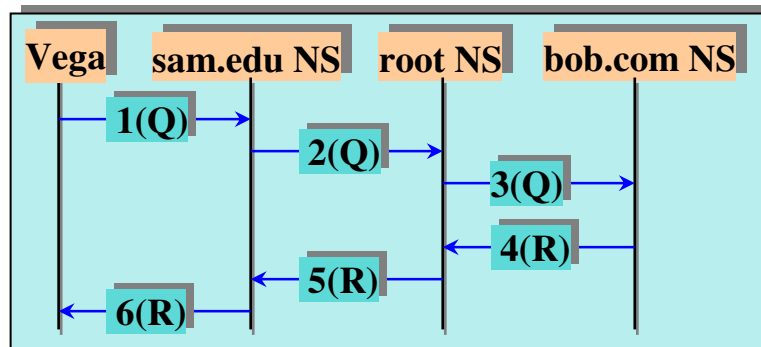 Vega sam.edu NS root NS bob.com NS
1(Q)
2(Q)
3(Q)
4(R)
5(R)
6(R)